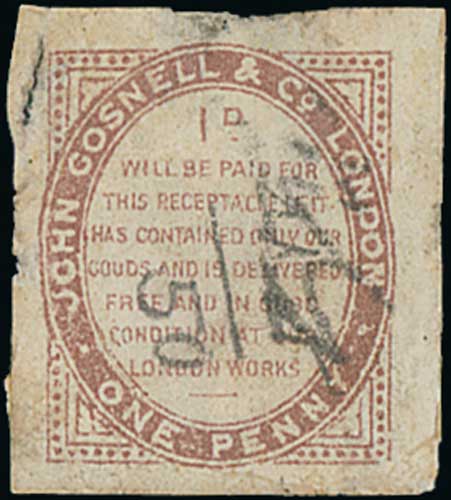 JOHN GOSNELL & Co. LONDON
1D.
WILL BE PAID FOR
THIS RECEPTACLE IF IT
HAS CONTAINED ONLY OUR
GOODS AND IS DELIVERED
FREE AND IN GOOD
CONDITION AT
LONDON WORKS
ONE PENNY
50